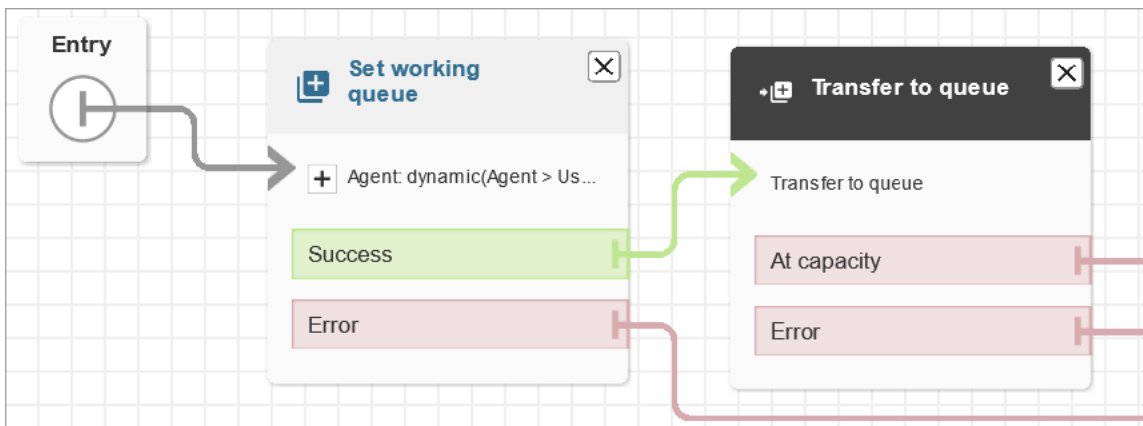 Entry
Set working
queue
Agent: dynamic(Agent > Us...
Success
Error
Transfer to queue
Transfer to queue
At capacity
Error